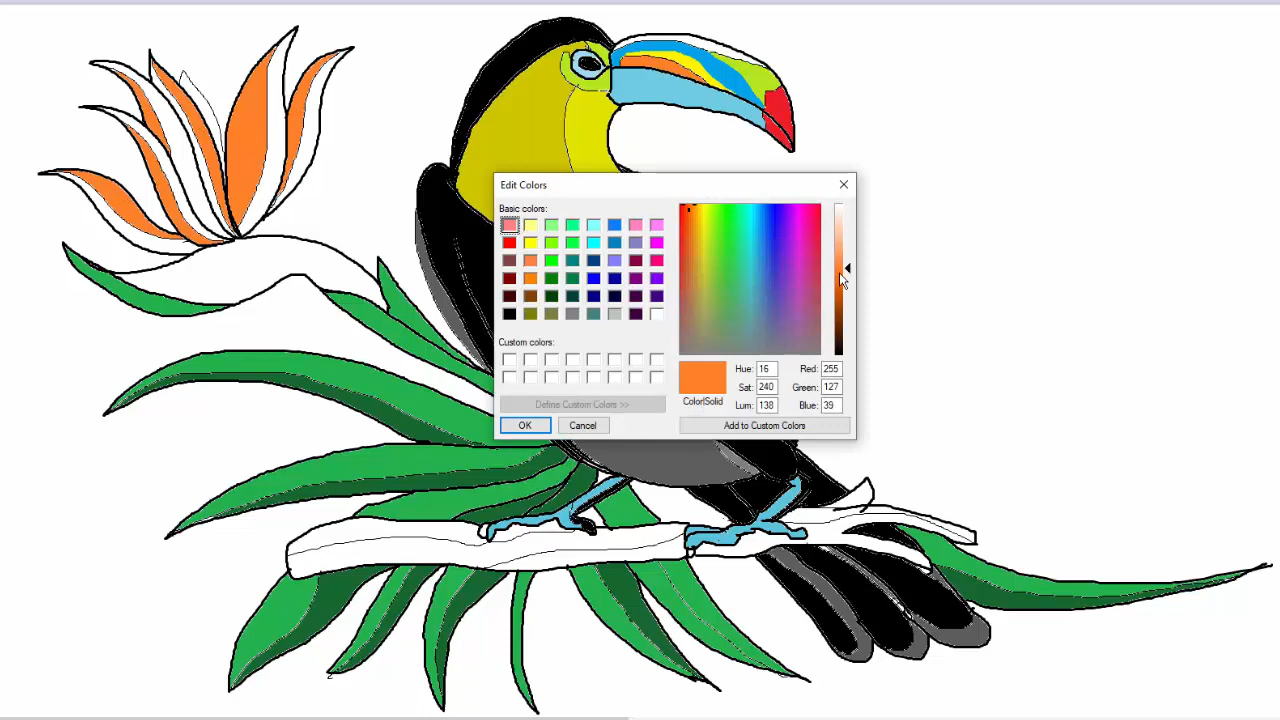 Edit Colors
Basic colors:
Custom colors:
Define Custom Colors >>
OK Cancel
Color|Solid
Hue: 16 Red: 255
Sat: 240 Green: 127
Lum: 138 Blue: 39
Add to Custom Colors